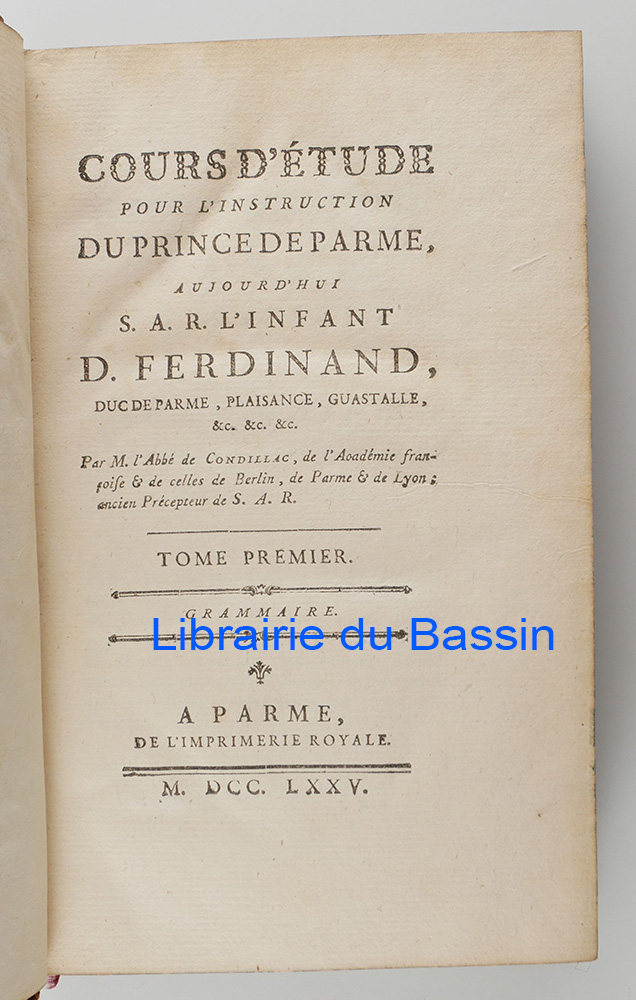 COURS D'ÉTUDE
POUR L'INSTRUCTION
DU PRINCE DE PARME,
AUJOURD'HUI
S. A. R. L'INFANT
D. FERDINAND,
DUC DE PARME, PLAISANCE, GUASTALLE,
&c. &c. &c.
Par M. l'Abbé de CONDILLAC, de l'Académie fran-
çoiſe & de celles de Berlin, de Parme & de Lyon;
ancien Précepteur de S. A. R.
TOME PREMIER.
GRAMMAIRE.
Librairie du Bassin
A PARME,
DE L'IMPRIMERIE ROYALE.
M. DCC. LXXV.